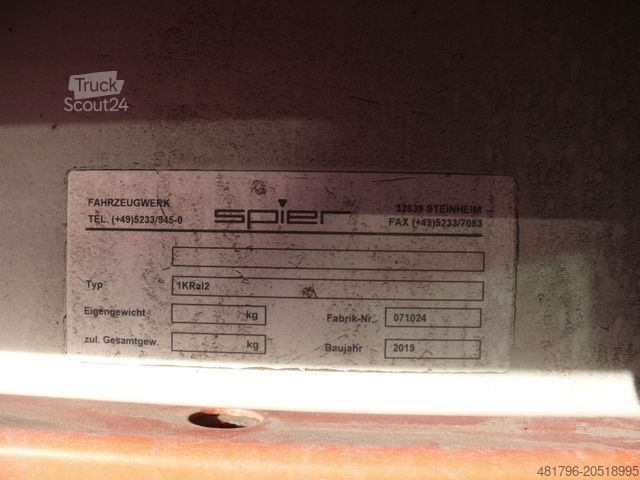 Truck
Scout24
FAHRZEUGWERK
TEL. (+49)5233/945-0
spier
32839 STEINHEIM
FAX (+49)5233/7083
Typ 1KRal2
Eigengewicht kg Fabrik-Nr. 071024
zul. Gesamtgew. kg Baujahr 2019
481796-20518995